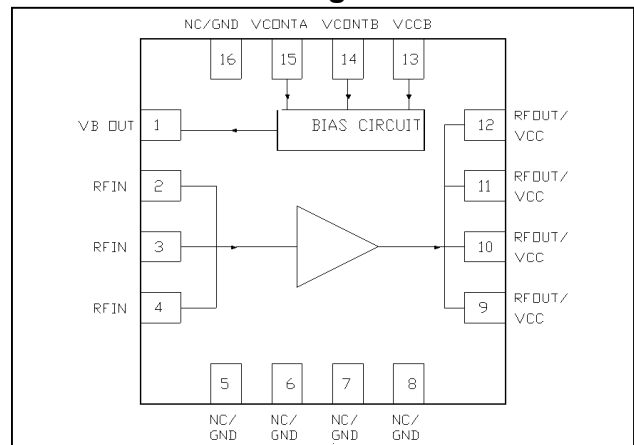 NC/GND VCONTA VCONTB VCCB
16 15 14 13
VB OUT 1 BIAS CIRCUIT 12 RFOUT/
VCC
RFIN 2 11 RFOUT/
VCC
RFIN 3 10 RFOUT/
VCC
RFIN 4 9 RFOUT/
VCC
5 6 7 8
NC/ NC/ NC/ NC/
GND GND GND GND